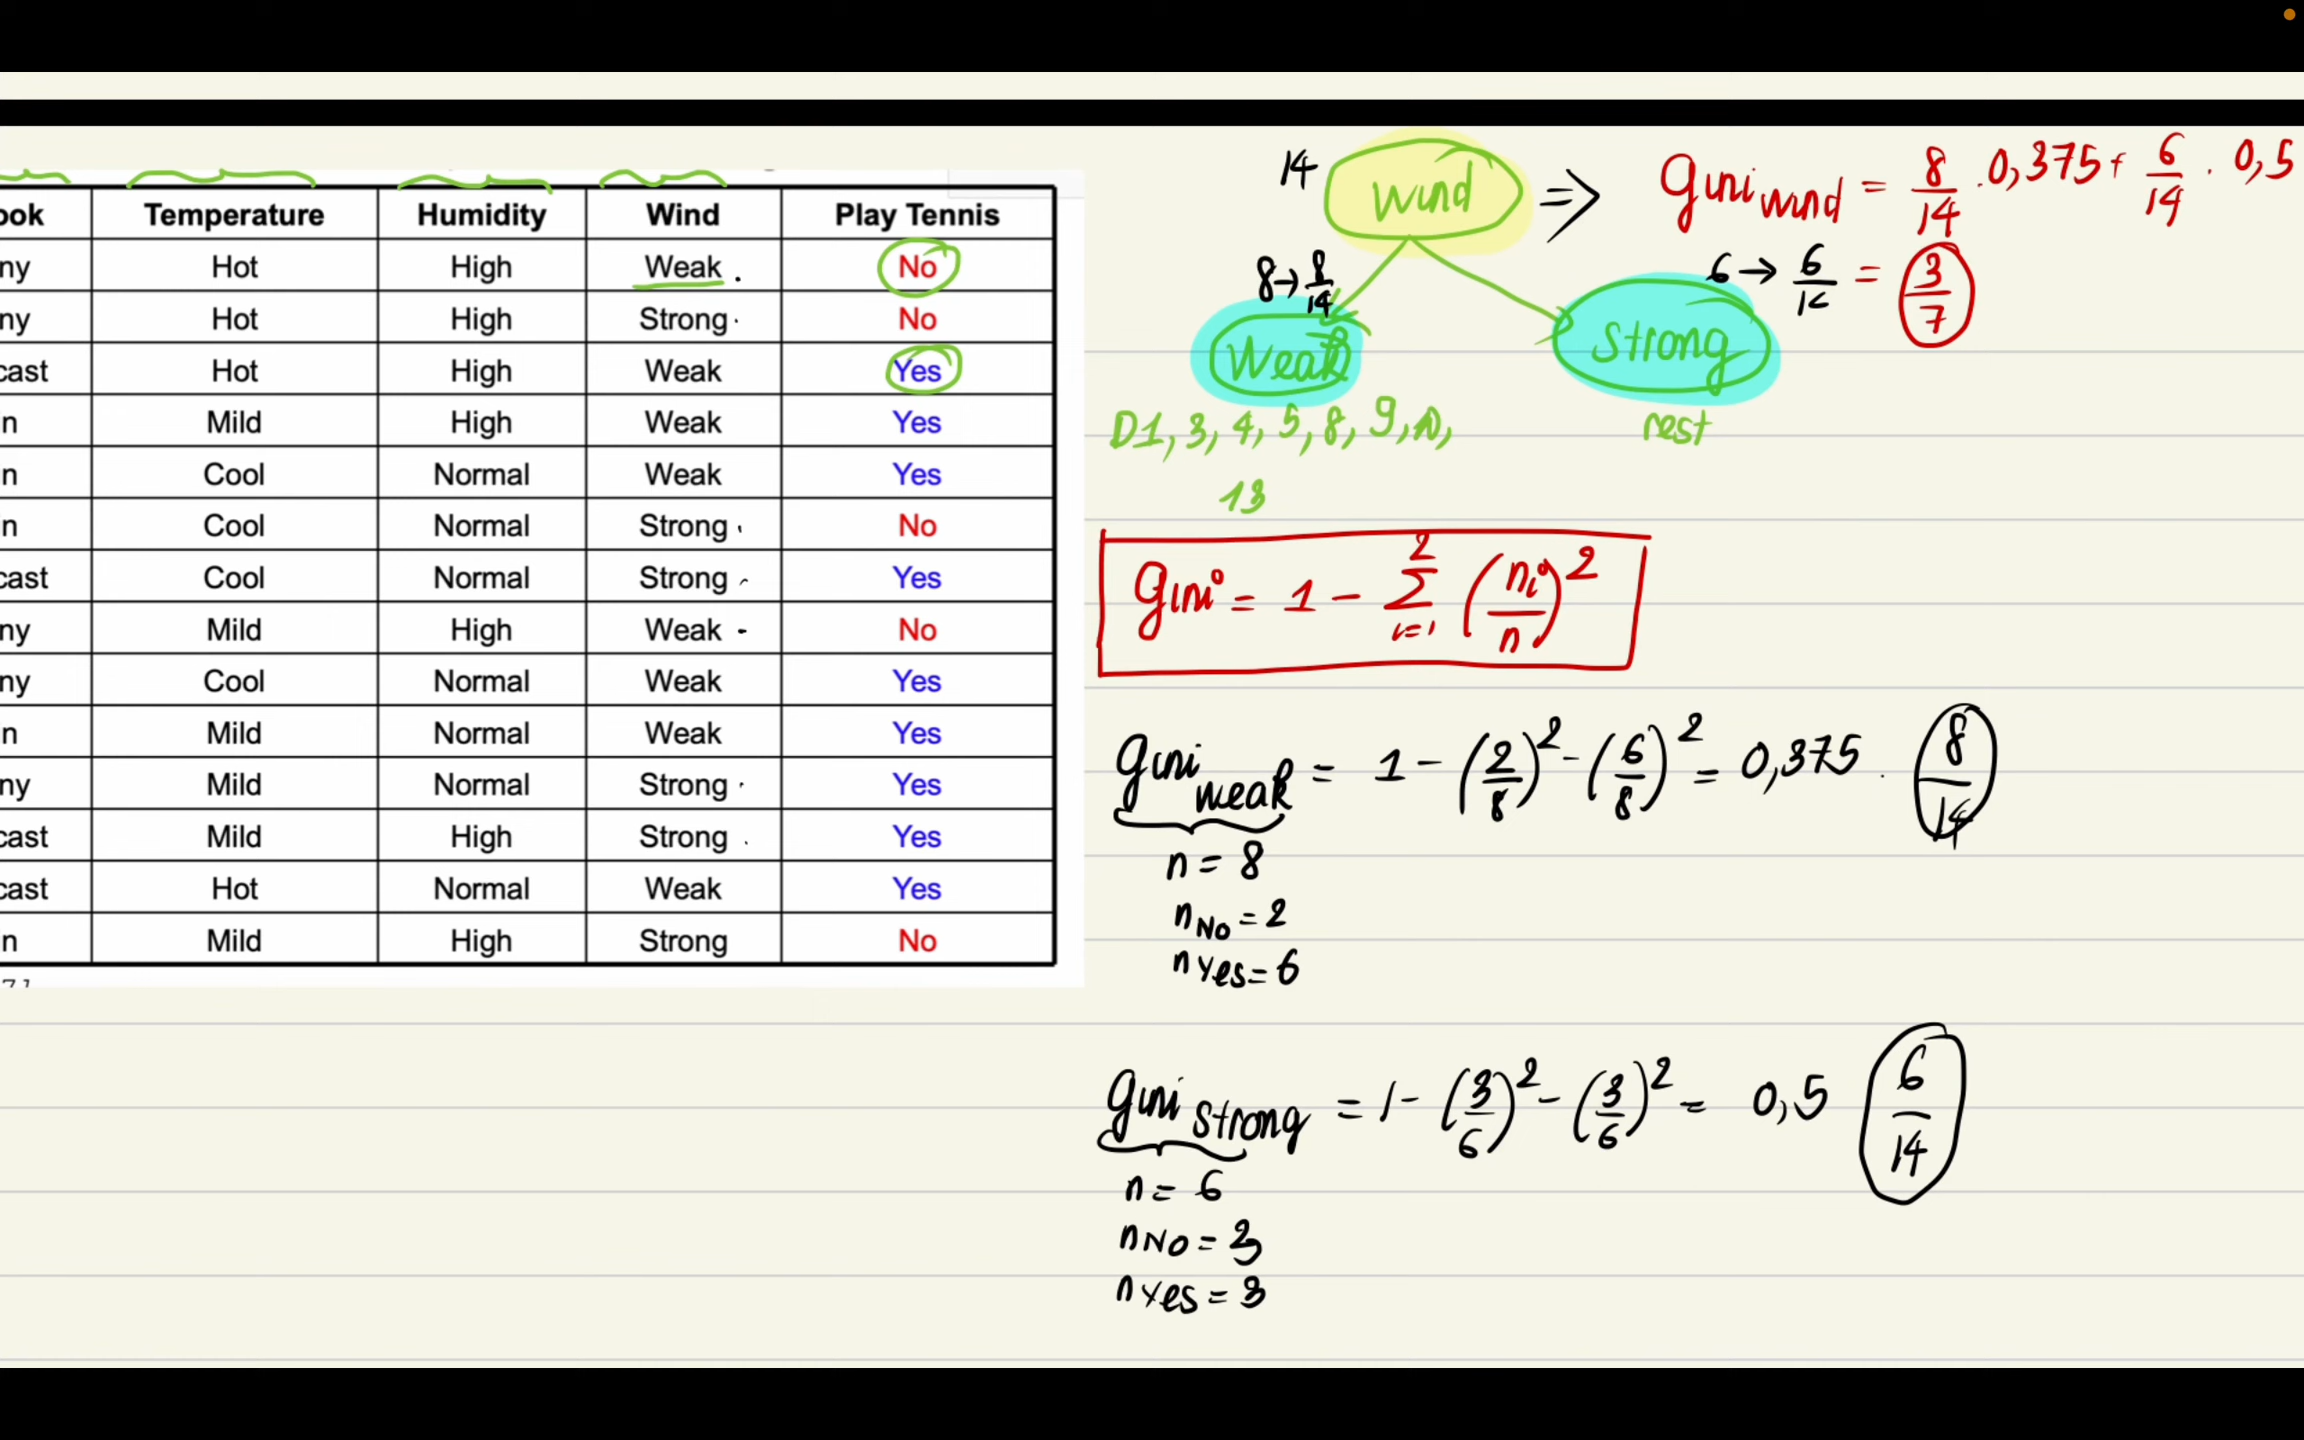 ook Temperature Humidity Wind Play Tennis
ny Hot High Weak . No
ny Hot High Strong No
cast Hot High Weak Yes
n Mild High Weak Yes
n Cool Normal Weak Yes
n Cool Normal Strong No
cast Cool Normal Strong Yes
ny Mild High Weak No
ny Cool Normal Weak Yes
n Mild Normal Weak Yes
ny Mild Normal Strong Yes
cast Mild High Strong Yes
cast Hot Normal Weak Yes
n Mild High Strong No
14 Wind => Gini wind = 8/14 . 0,375 + 6/14 . 0,5
8 → 8/14 6 → 6/14 = 3/7
Weak Strong
D1, 3, 4, 5, 8, 9, 10, rest
13
Gini = 1 - Σ i=1 2 (ni/n)²
Gini weak = 1 - (2/8)² - (6/8)² = 0,375 . 8/14
n = 8
n No = 2
n Yes = 6
Gini strong = 1 - (3/6)² - (3/6)² = 0,5 6/14
n = 6
n No = 3
n Yes = 3